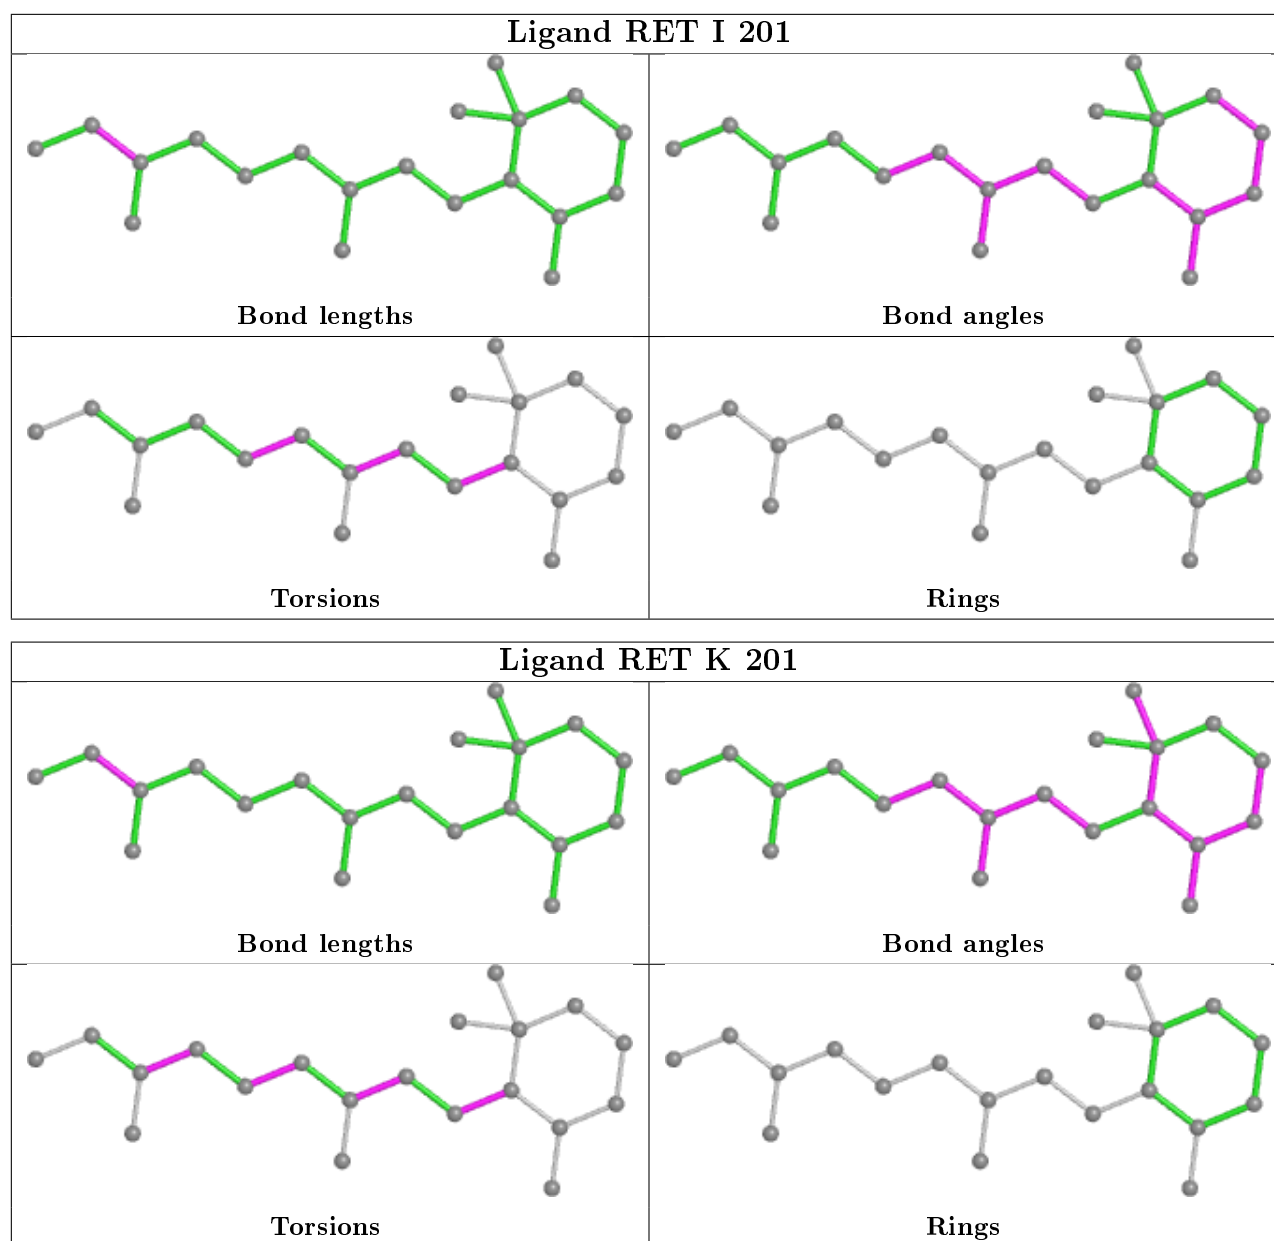 Ligand RET I 201
Bond lengths
Bond angles
Torsions
Rings
Ligand RET K 201
Bond lengths
Bond angles
Torsions
Rings